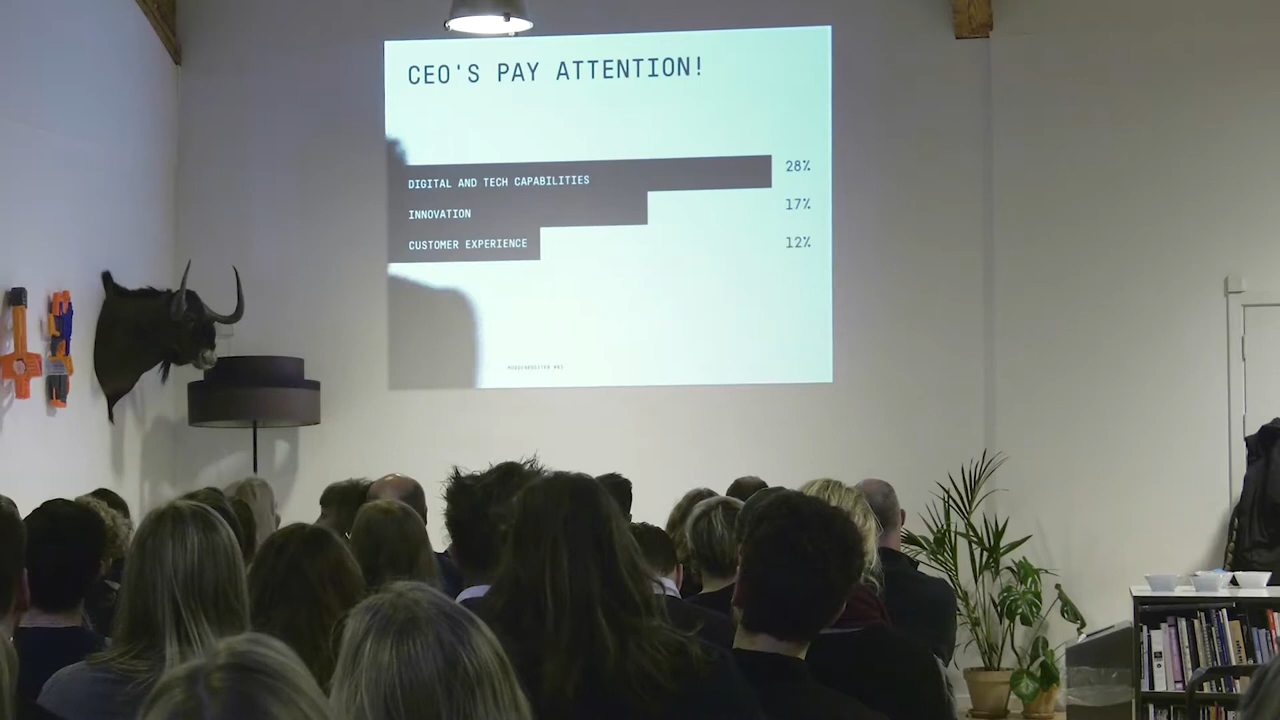 CEO'S PAY ATTENTION!
DIGITAL AND TECH CAPABILITIES 28%
INNOVATION 17%
CUSTOMER EXPERIENCE 12%